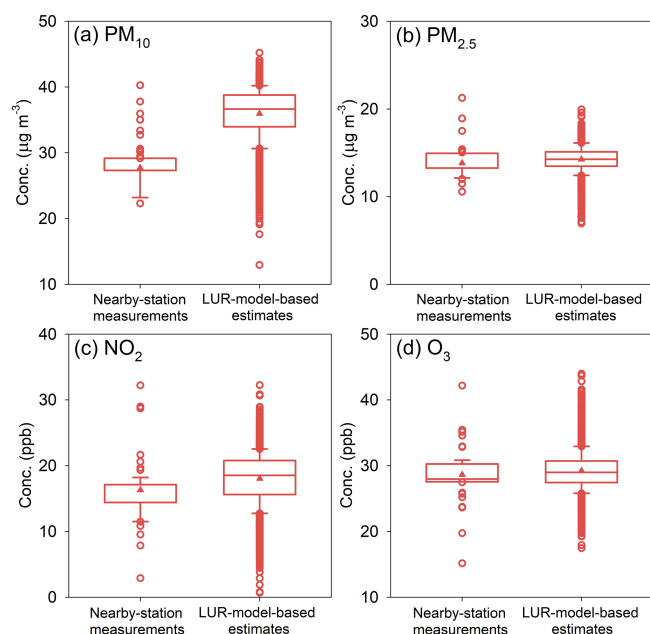 (a) PM10
Conc. (μg m-3)
50
40
30
20
10
Nearby-station
measurements
LUR-model-based
estimates
(b) PM2.5
Conc. (μg m-3)
30
20
10
0
Nearby-station
measurements
LUR-model-based
estimates
(c) NO2
Conc. (ppb)
40
30
20
10
0
Nearby-station
measurements
LUR-model-based
estimates
(d) O3
Conc. (ppb)
50
40
30
20
10
Nearby-station
measurements
LUR-model-based
estimates